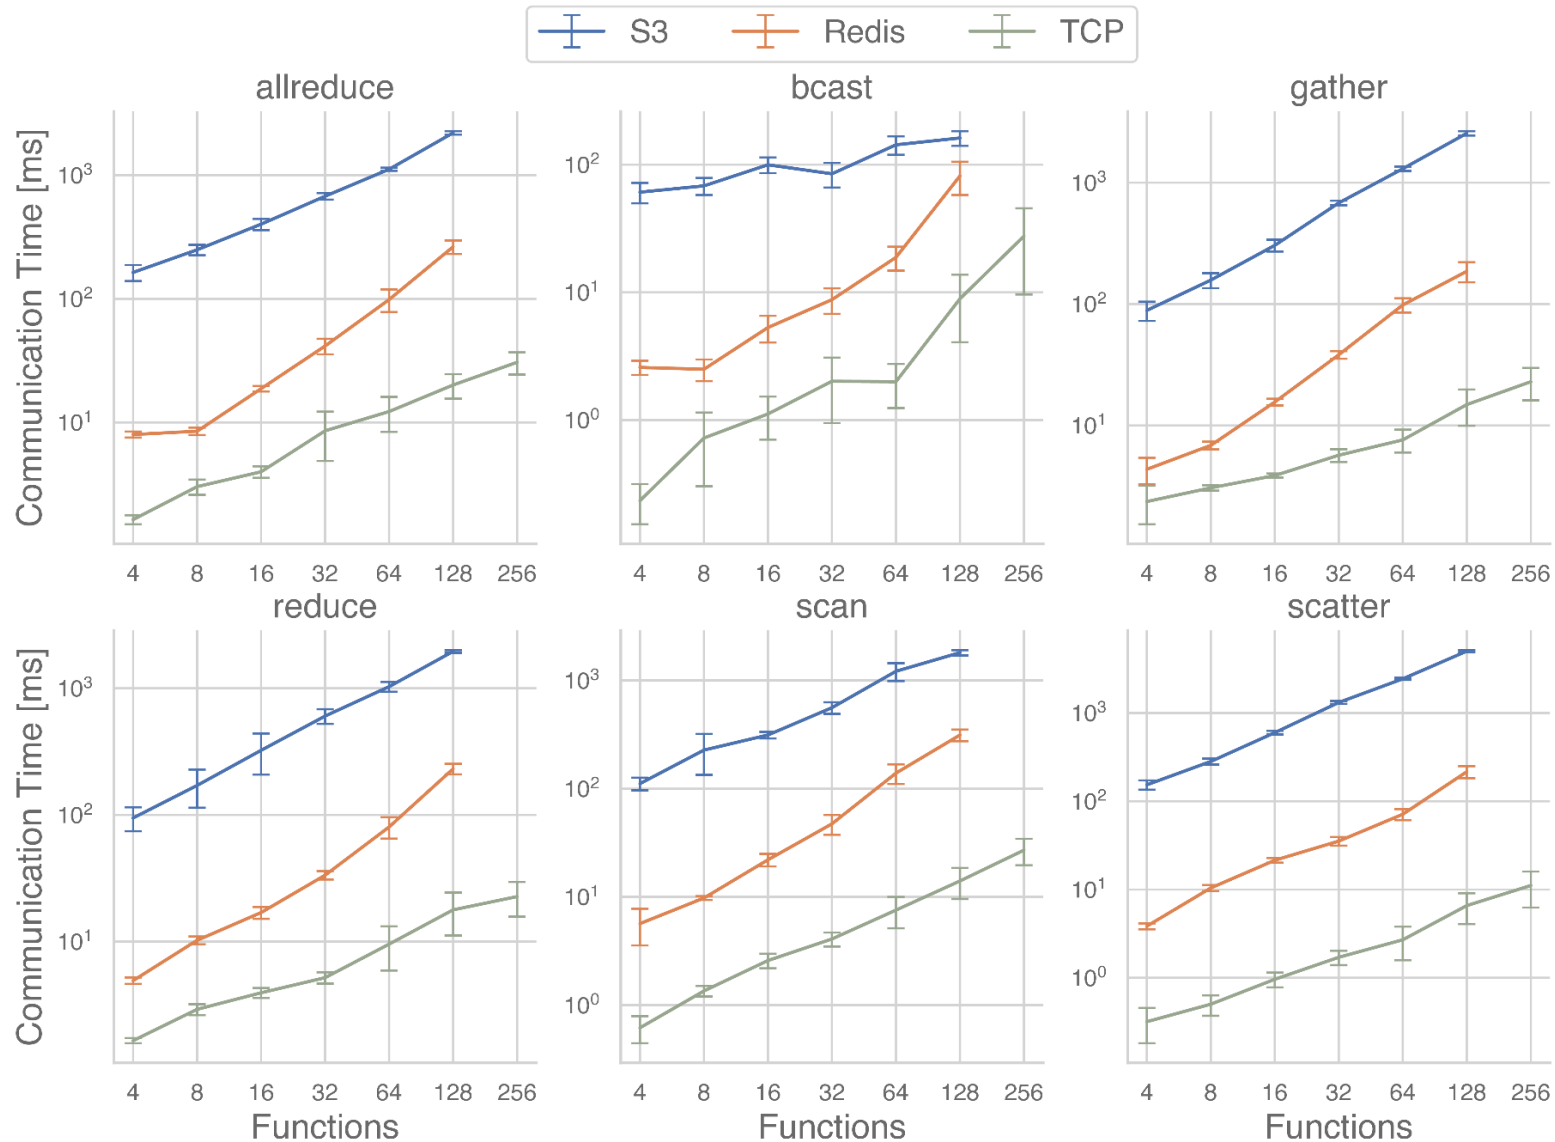 S3 Redis TCP
allreduce bcast gather
Communication Time [ms]
10³
10²
10¹
10²
10¹
10⁰
10³
10²
10¹
4 8 16 32 64 128 256
4 8 16 32 64 128 256
4 8 16 32 64 128 256
reduce scan scatter
Communication Time [ms]
10³
10²
10¹
10³
10²
10¹
10⁰
10³
10²
10¹
10⁰
4 8 16 32 64 128 256
4 8 16 32 64 128 256
4 8 16 32 64 128 256
Functions Functions Functions